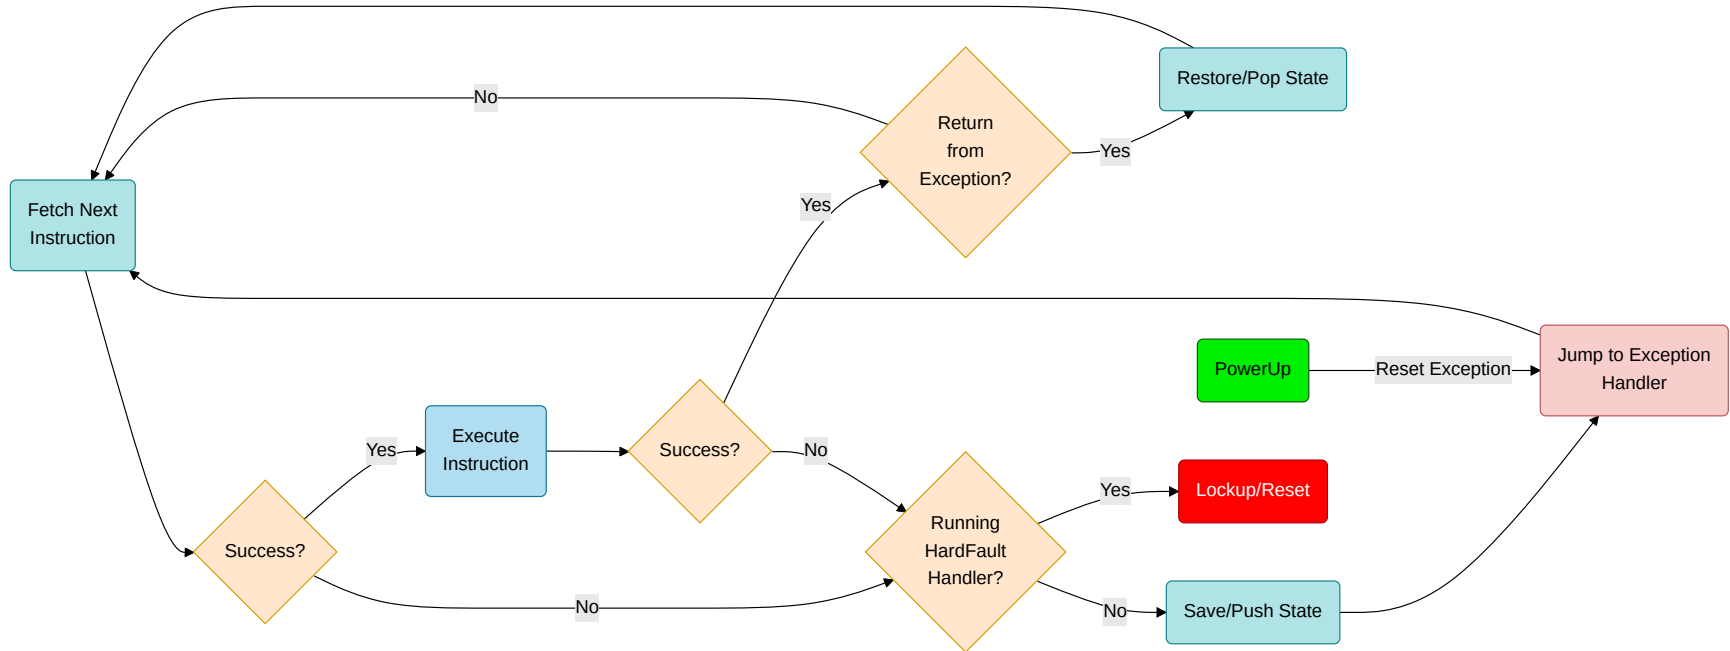 Restore/Pop State
No
Return
from
Exception?
Yes
Yes
Fetch Next
Instruction
PowerUp
Reset Exception
Jump to Exception
Handler
Yes
Execute
Instruction
Success?
No
Success?
Running
HardFault
Handler?
Yes
Lockup/Reset
No
No
Save/Push State